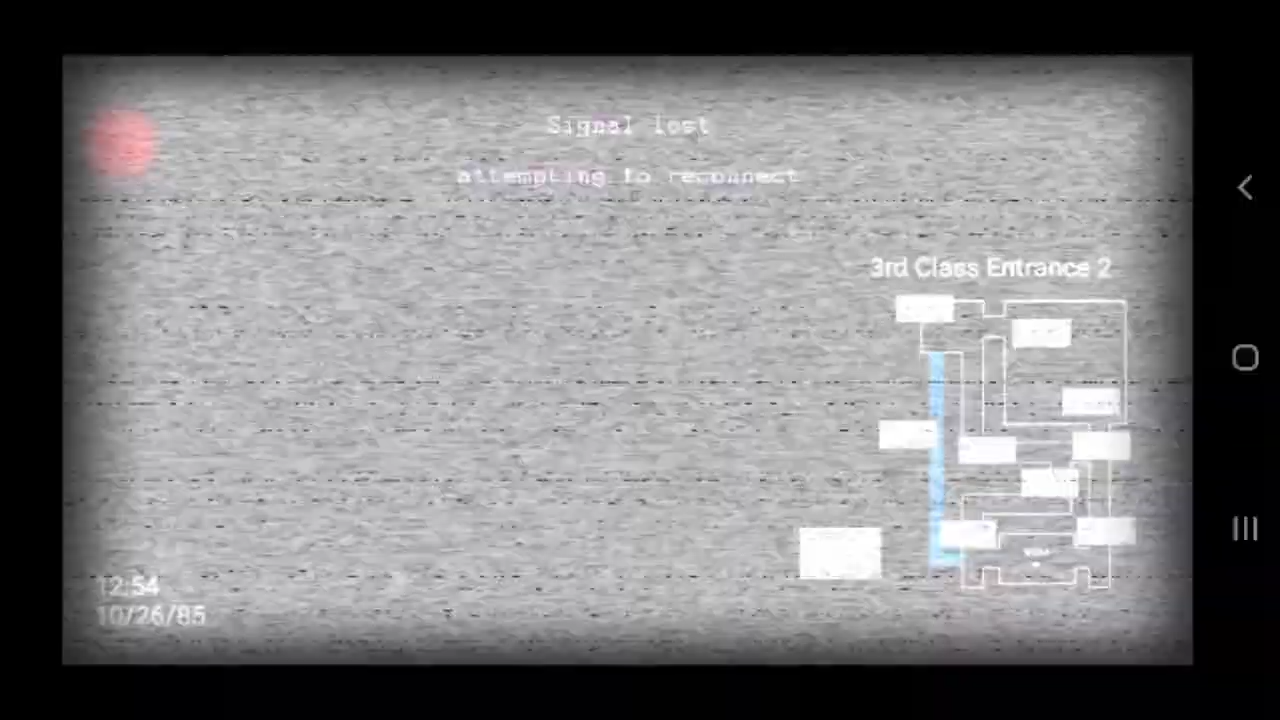 Signal lost
attempting to reconnect
3rd Class Entrance 2
12:54
10/26/85